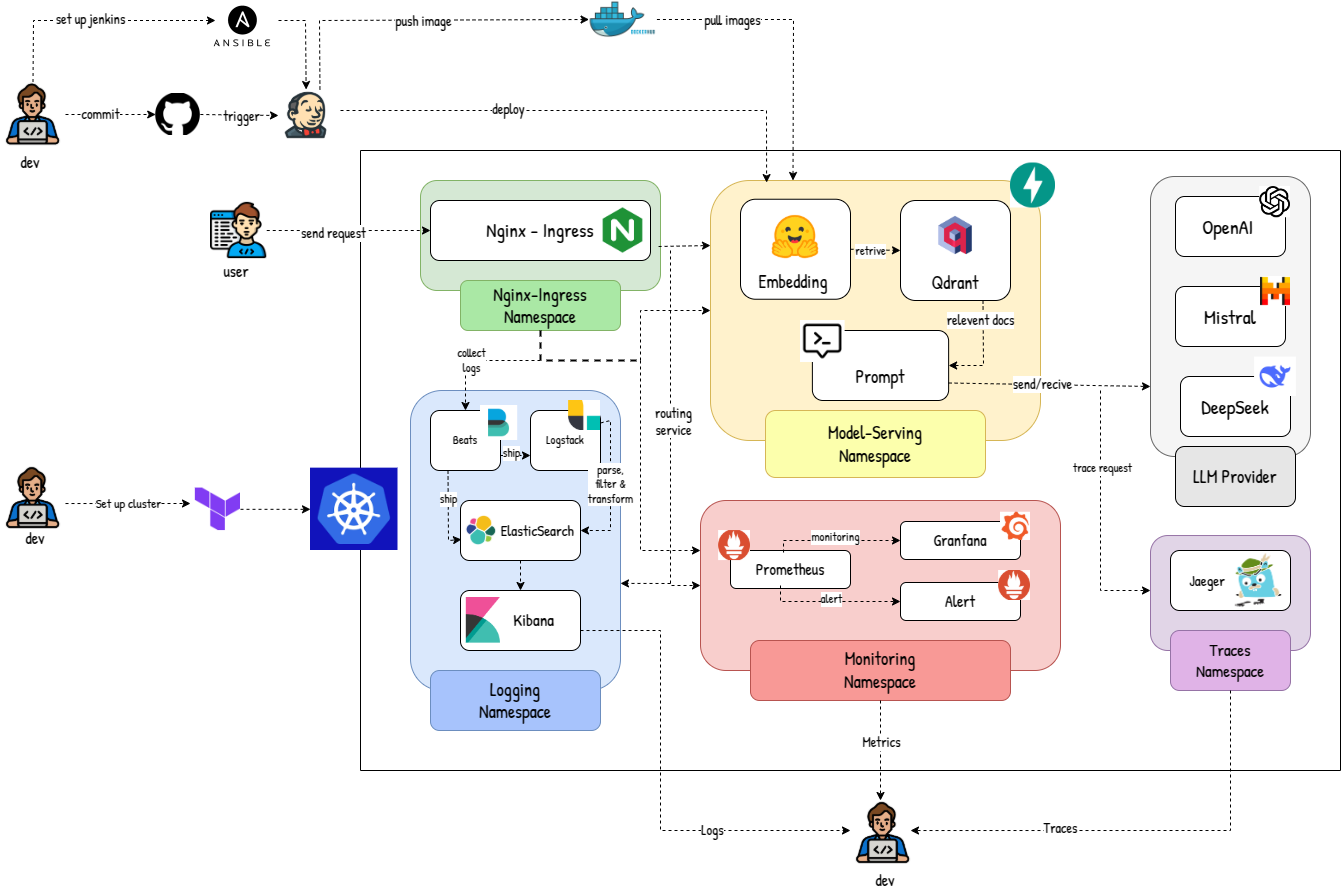 set up jenkins
ANSIBLE
push image
pull images
commit
trigger
deploy
dev
send request
user
Nginx - Ingress
Nginx-Ingress
Namespace
Embedding
retrive
Qdrant
relevent docs
Prompt
send/recive
Model-Serving
Namespace
OpenAI
Mistral
DeepSeek
LLM Provider
trace request
collect
logs
routing
service
Beats
ship
Logstack
parse,
filter &
transform
ship
ElasticSearch
Kibana
Logging
Namespace
Set up cluster
dev
Prometheus
monitoring
Granfana
alert
Alert
Monitoring
Namespace
Jaeger
Traces
Namespace
Metrics
Logs
Traces
dev